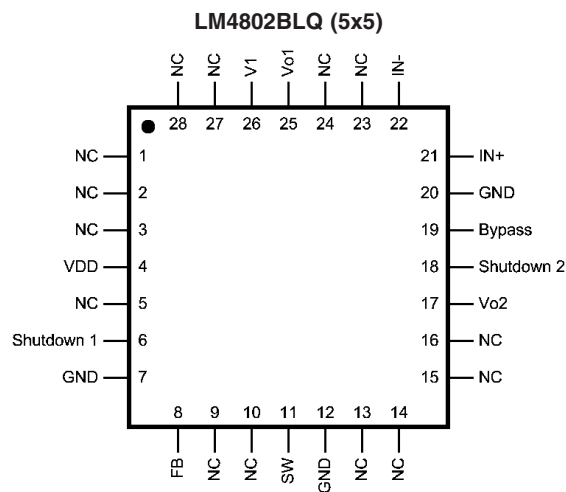 LM4802BLQ (5x5)
NC NC V1 Vo1 NC NC IN-
28 27 26 25 24 23 22
NC 1 21 IN+
NC 2 20 GND
NC 3 19 Bypass
VDD 4 18 Shutdown 2
NC 5 17 Vo2
Shutdown 1 6 16 NC
GND 7 15 NC
8 9 10 11 12 13 14
FB NC NC SW GND NC NC